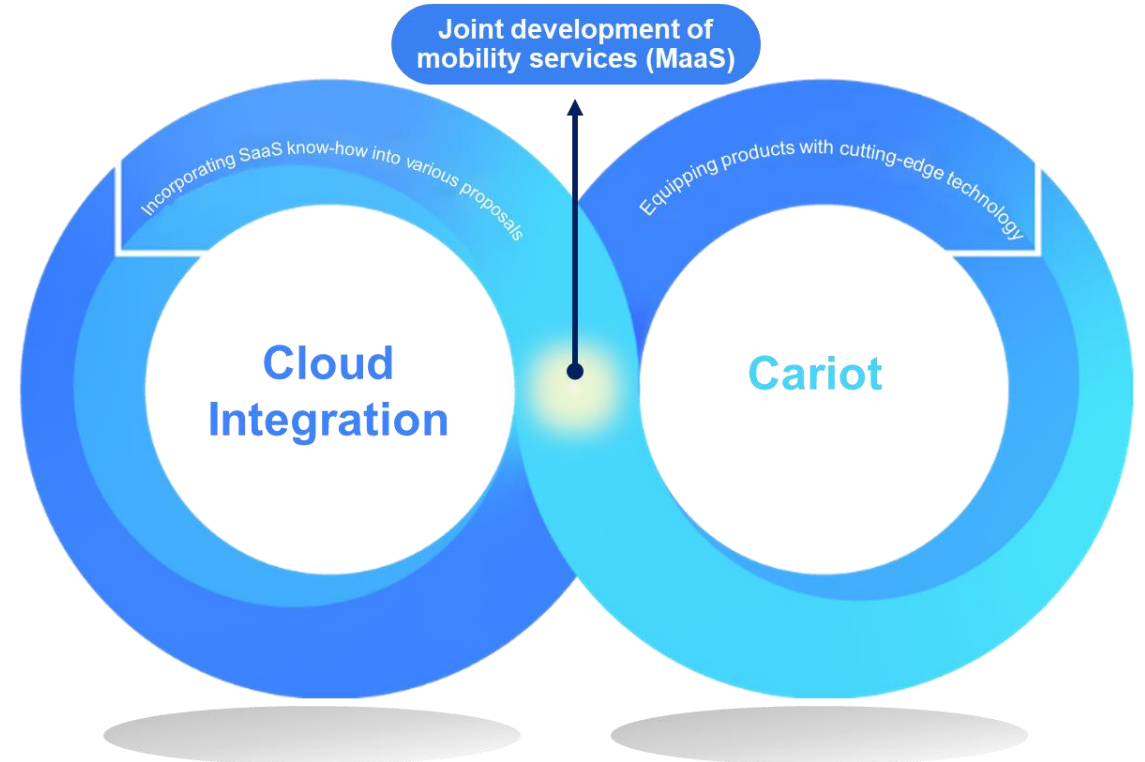 Joint development of
mobility services (MaaS)
Incorporating SaaS know-how into various proposals
Equipping products with cutting-edge technology
Cloud
Integration
Cariot